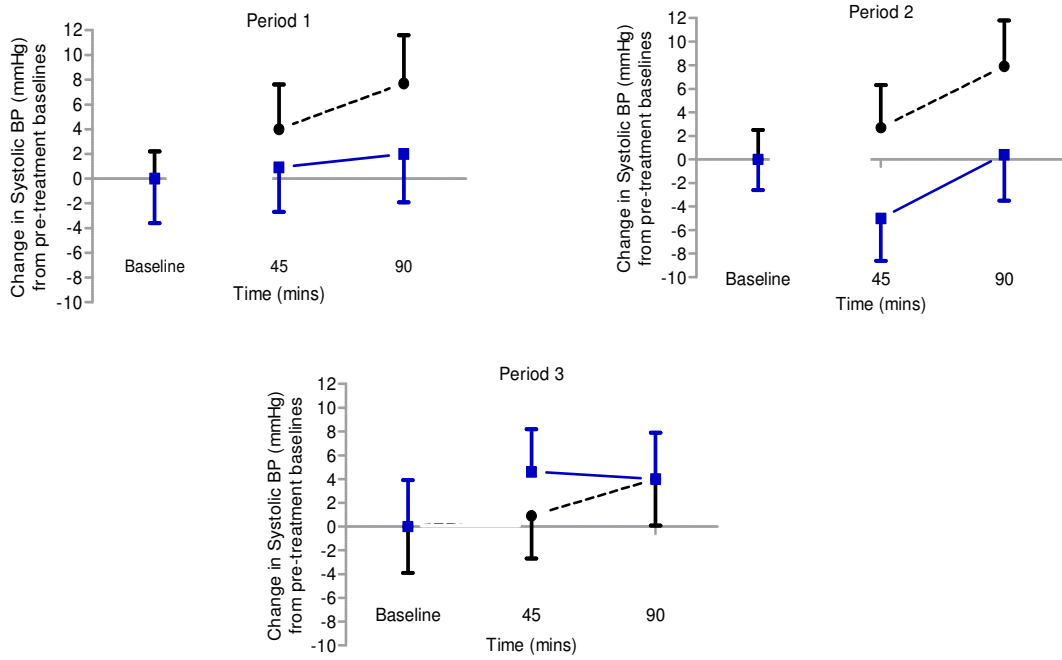 Period 1
Change in Systolic BP (mmHg)
from pre-treatment baselines
12
10
8
6
4
2
0
-2
-4
-6
-8
-10
Baseline
45
90
Time (mins)
Period 2
Change in Systolic BP (mmHg)
from pre-treatment baselines
12
10
8
6
4
2
0
-2
-4
-6
-8
-10
Baseline
45
90
Time (mins)
Period 3
Change in Systolic BP (mmHg)
from pre-treatment baselines
12
10
8
6
4
2
0
-2
-4
-6
-8
-10
Baseline
45
90
Time (mins)